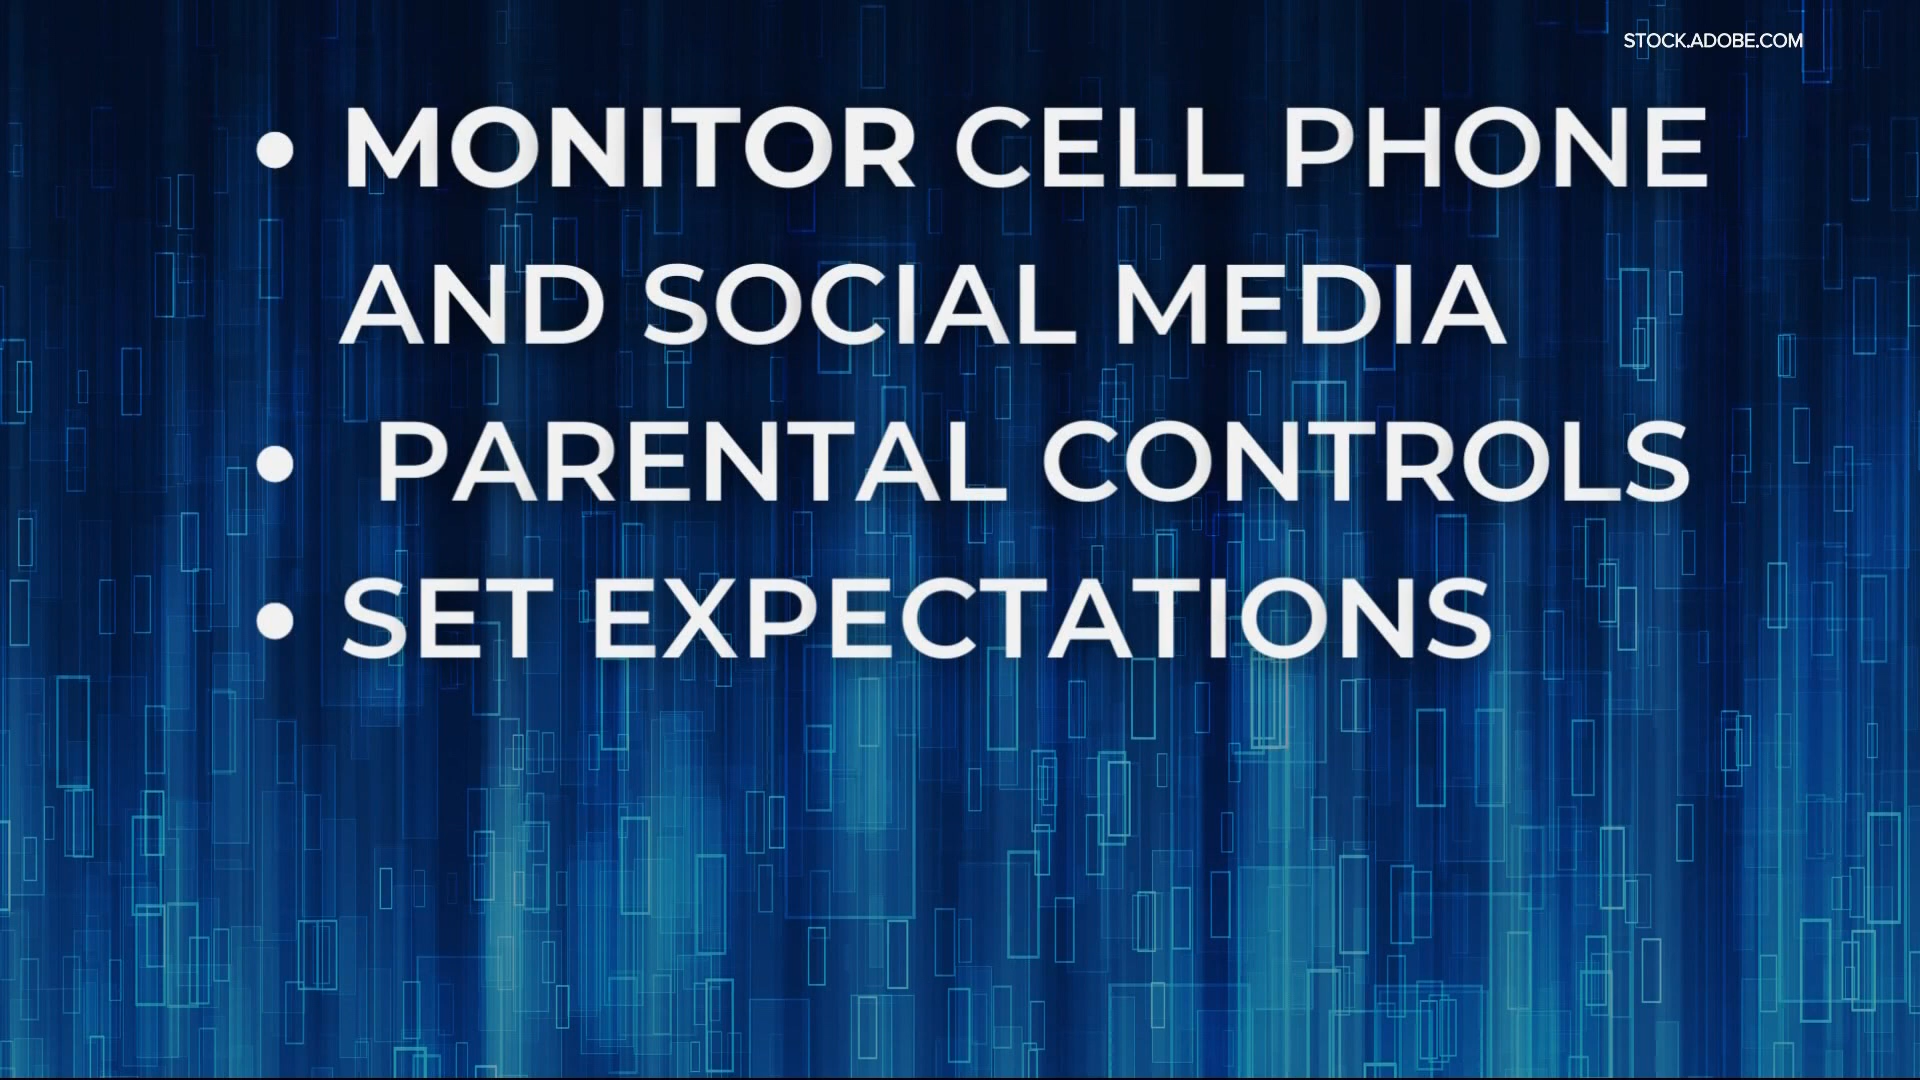 STOCK.ADOBE.COM
• MONITOR CELL PHONE
AND SOCIAL MEDIA
• PARENTAL CONTROLS
• SET EXPECTATIONS